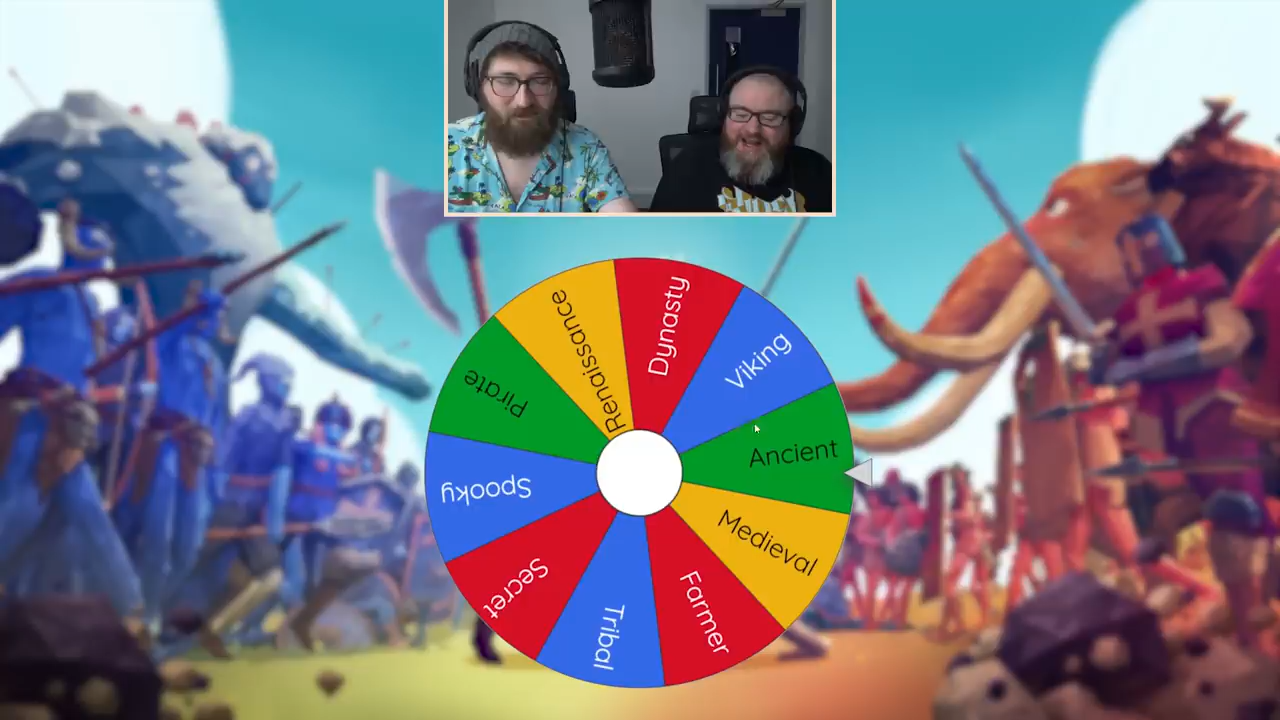 Dynasty
Viking
Ancient
Medieval
Farmer
Tribal
Secret
Spooky
Pirate
Renaissance